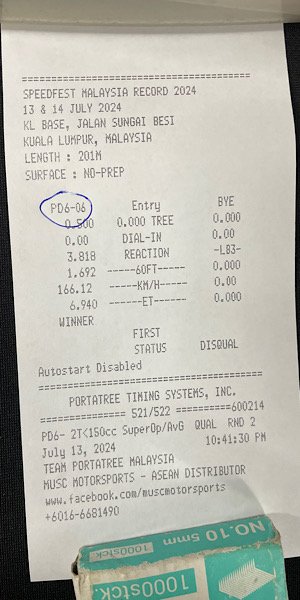 ========================================
SPEEDFEST MALAYSIA RECORD 2024
13 & 14 JULY 2024
KL BASE, JALAN SUNGAI BESI
KUALA LUMPUR, MALAYSIA
LENGTH : 201M
SURFACE : NO-PREP
========================================
PD6-06 Entry BYE
0.500 0.000 TREE 0.000
0.00 DIAL-IN 0.00
3.818 REACTION -LB3-
1.692 ------60FT----- 0.000
166.12 ------KM/H----- 0.00
6.940 ------ET------- 0.000
WINNER
FIRST
STATUS DISQUAL
Autostart Disabled
========================================
PORTATREE TIMING SYSTEMS, INC.
=============== 521/522 ==========600214
PD6- 2T<150cc SuperOp/AvG QUAL RND 2
July 13, 2024 10:41:30 PM
TEAM PORTATREE MALAYSIA
MUSC MOTORSPORTS - ASEAN DISTRIBUTOR
www.facebook.com/muscmotorsports
+6016-6681490
NO.10 5mm
1000stck.
1000stck.